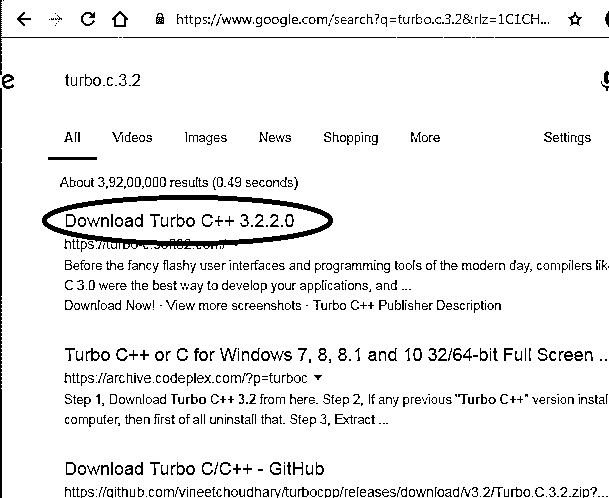 https://www.google.com/search?q=turbo.c.3.2&rlz=1C1CH...
e
turbo.c.3.2
All Videos Images News Shopping More Settings
About 3,92,00,000 results (0.49 seconds)
Download Turbo C++ 3.2.2.0
https://turbo-c.soft32.com/
Before the fancy flashy user interfaces and programming tools of the modern day, compilers lik
C 3.0 were the best way to develop your applications, and ...
Download Now! · View more screenshots · Turbo C++ Publisher Description
Turbo C++ or C for Windows 7, 8, 8.1 and 10 32/64-bit Full Screen ...
https://archive.codeplex.com/?p=turboc
Step 1, Download Turbo C++ 3.2 from here. Step 2, If any previous "Turbo C++" version instal
computer, then first of all uninstall that. Step 3, Extract ...
Download Turbo C/C++ - GitHub
https://github.com/vineetchoudhary/turbocpp/releases/download/v3.2/Turbo.C.3.2.zip?...